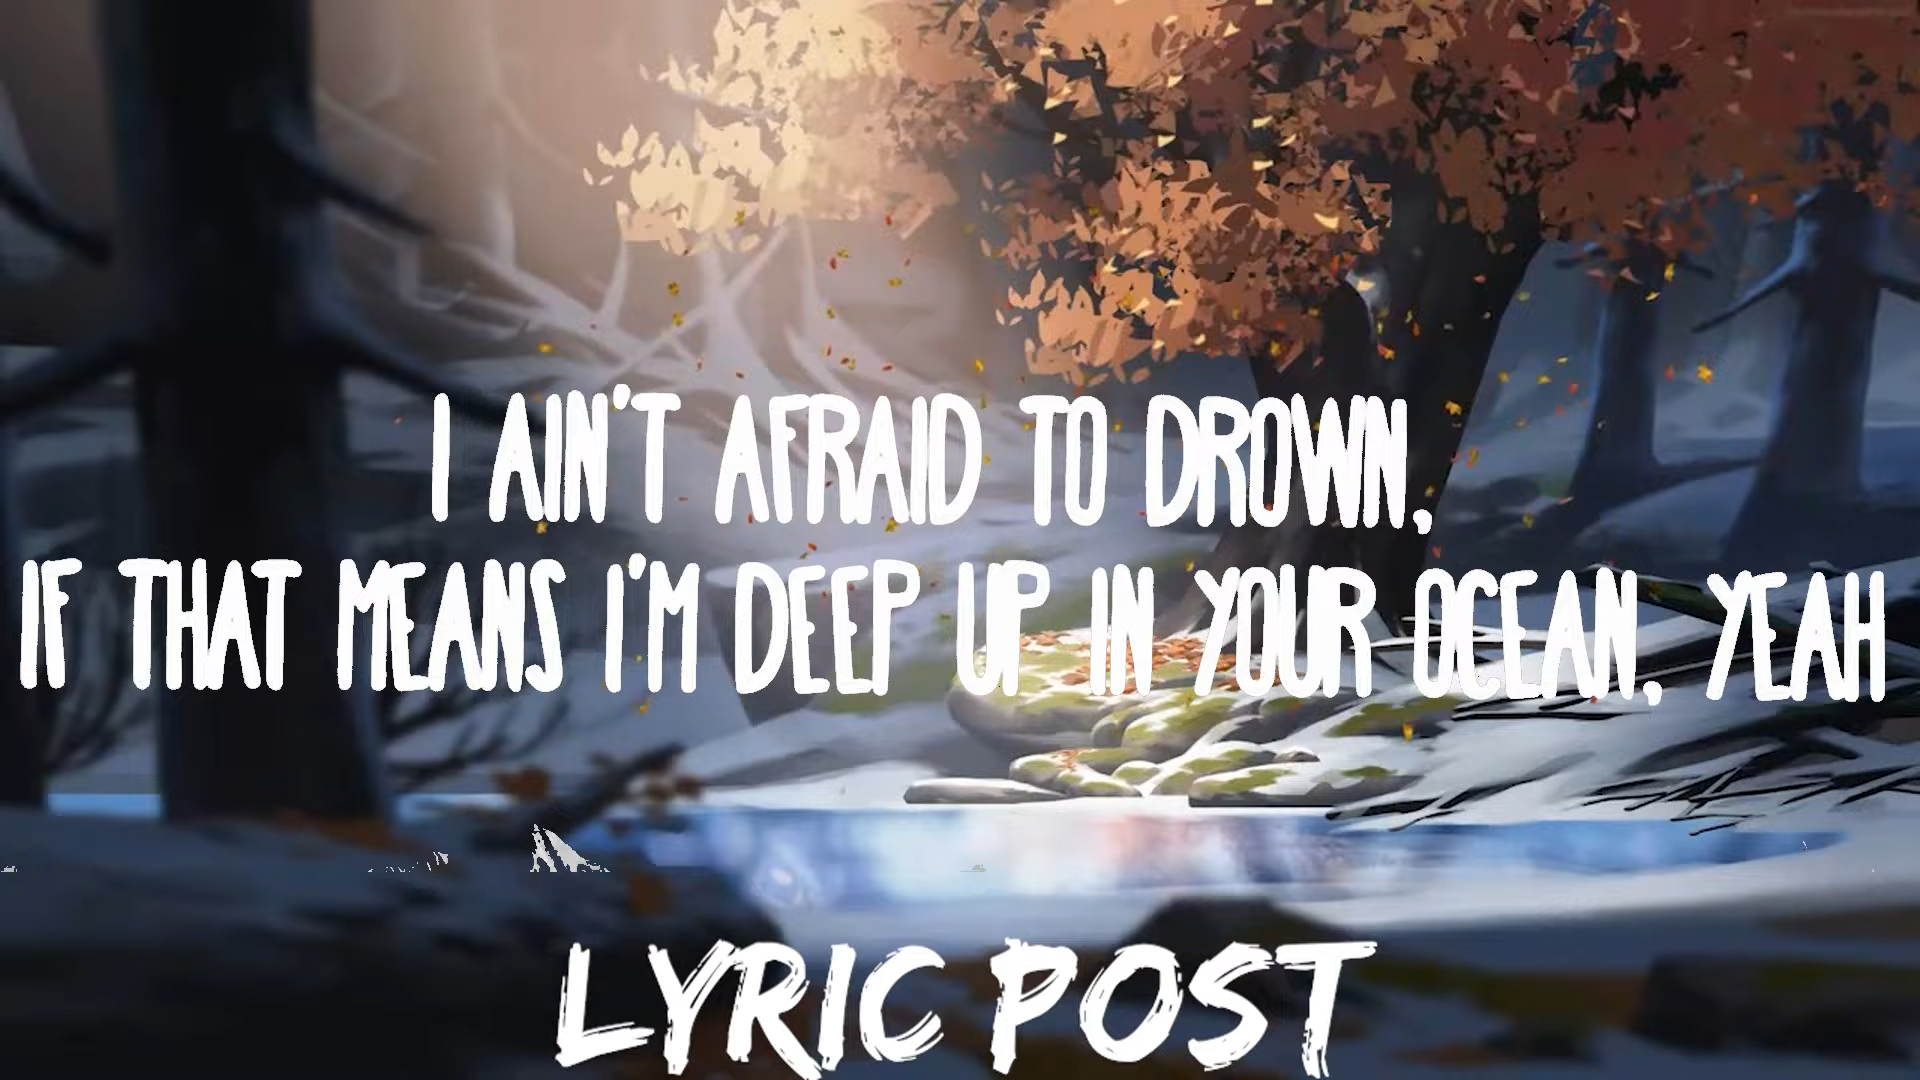 I AIN'T AFRAID TO DROWN,
IF THAT MEANS I'M DEEP UP IN YOUR OCEAN, YEAH
LYRIC POST